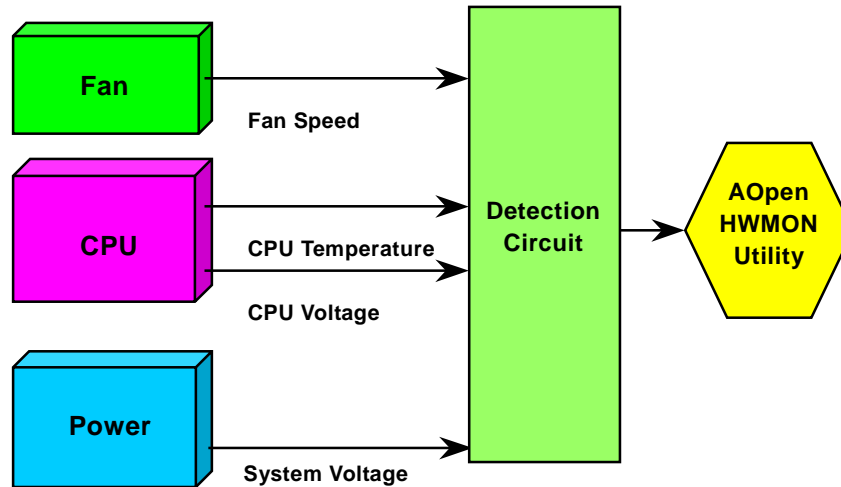 Fan
Fan Speed
CPU
CPU Temperature
CPU Voltage
Power
System Voltage
Detection
Circuit
AOpen
HWMON
Utility